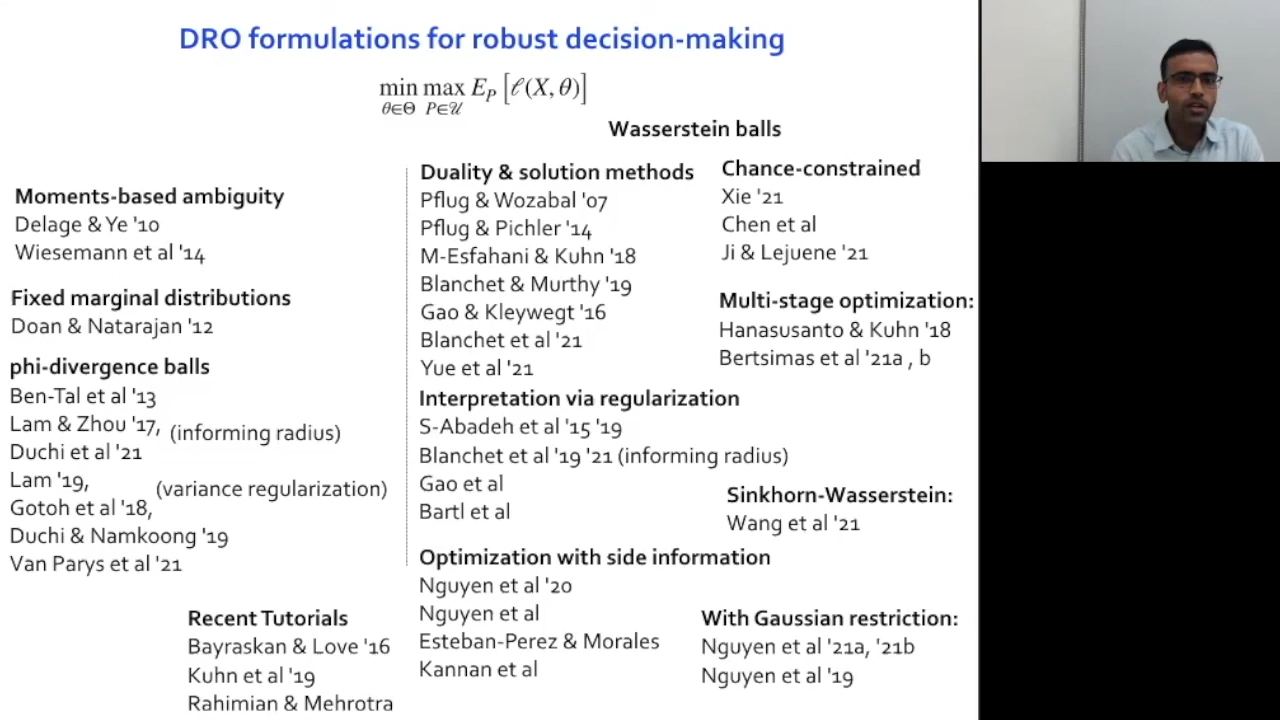 DRO formulations for robust decision-making
min max E_P [ℓ(X, θ)]
θ∈Θ P∈𝒰
Wasserstein balls
Moments-based ambiguity
Delage & Ye '10
Wiesemann et al '14
Fixed marginal distributions
Doan & Natarajan '12
phi-divergence balls
Ben-Tal et al '13
Lam & Zhou '17, (informing radius)
Duchi et al '21
Lam '19, (variance regularization)
Gotoh et al '18,
Duchi & Namkoong '19
Van Parys et al '21
Recent Tutorials
Bayraskan & Love '16
Kuhn et al '19
Rahimian & Mehrotra
Duality & solution methods
Pflug & Wozabal '07
Pflug & Pichler '14
M-Esfahani & Kuhn '18
Blanchet & Murthy '19
Gao & Kleywegt '16
Blanchet et al '21
Yue et al '21
Interpretation via regularization
S-Abadeh et al '15 '19
Blanchet et al '19 '21 (informing radius)
Gao et al
Bartl et al
Optimization with side information
Nguyen et al '20
Nguyen et al
Esteban-Perez & Morales
Kannan et al
Chance-constrained
Xie '21
Chen et al
Ji & Lejuene '21
Multi-stage optimization:
Hanasusanto & Kuhn '18
Bertsimas et al '21a , b
Sinkhorn-Wasserstein:
Wang et al '21
With Gaussian restriction:
Nguyen et al '21a, '21b
Nguyen et al '19